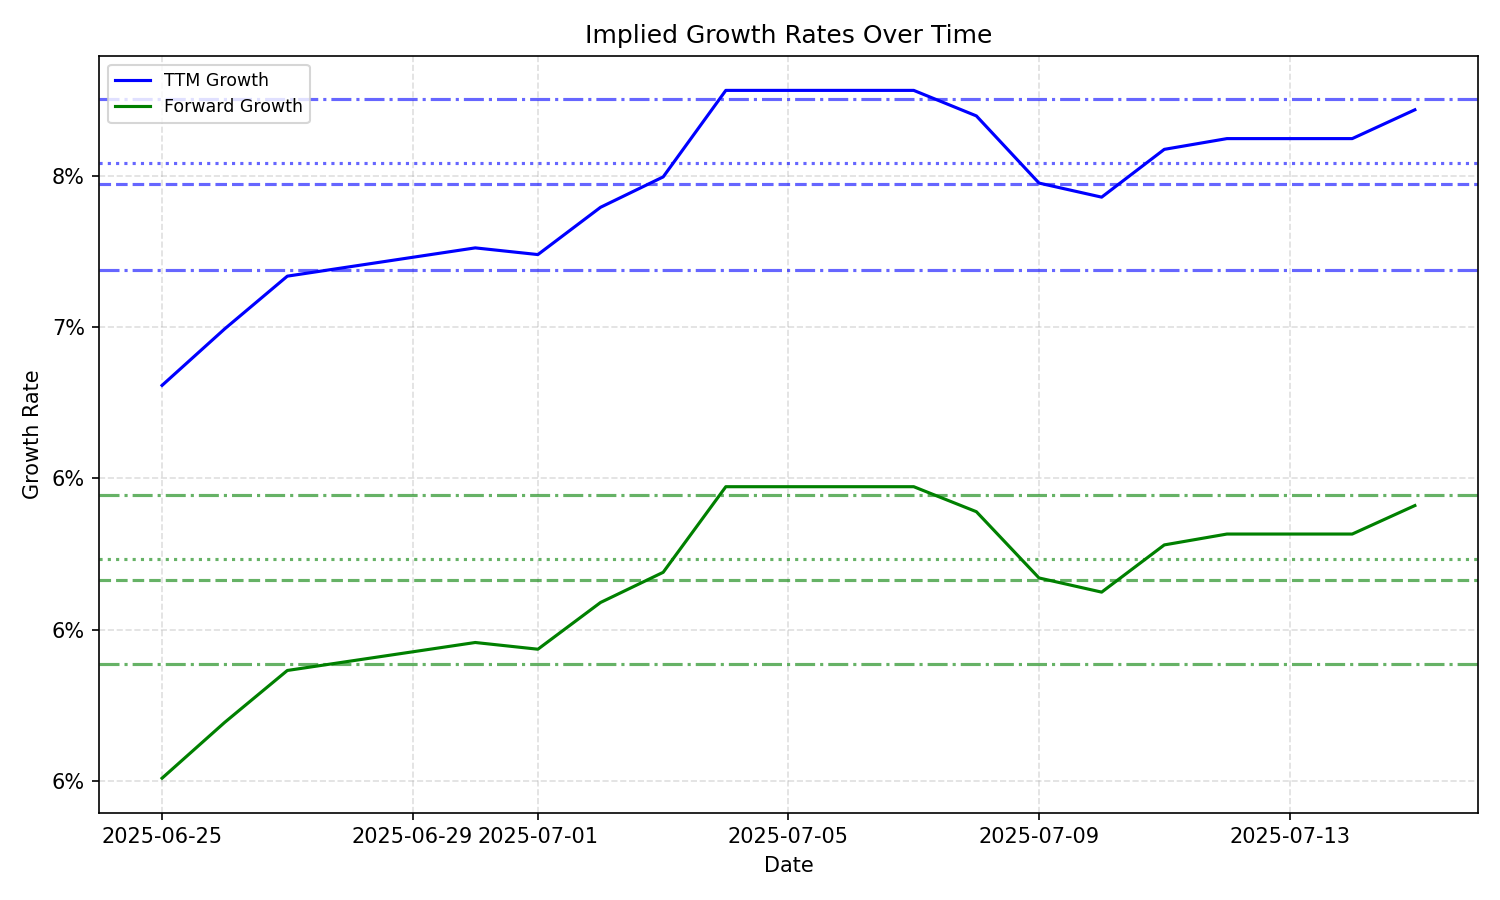 Implied Growth Rates Over Time
TTM Growth
Forward Growth
8%
7%
6%
6%
6%
Growth Rate
2025-06-25
2025-06-29
2025-07-01
2025-07-05
2025-07-09
2025-07-13
Date